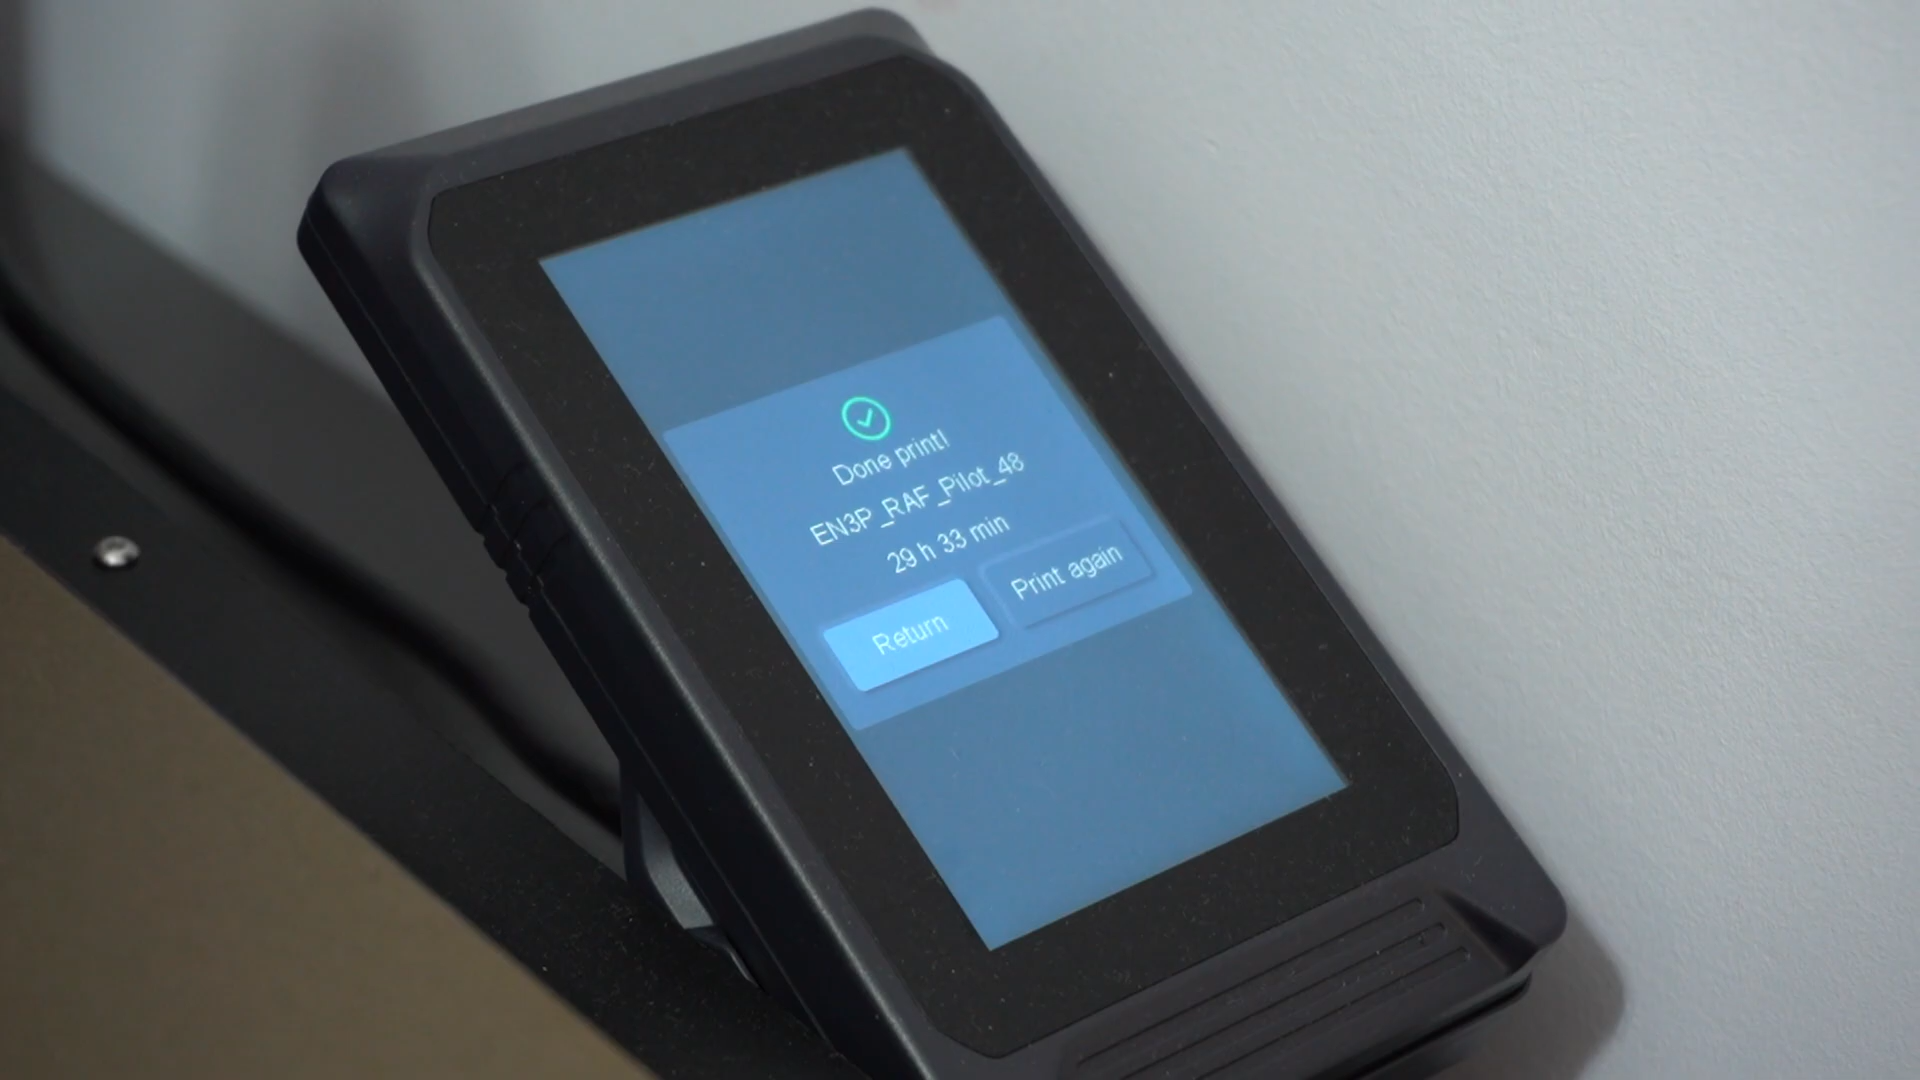 Done print!
EN3P_RAF_Pilot_48
29 h 33 min
Return
Print again